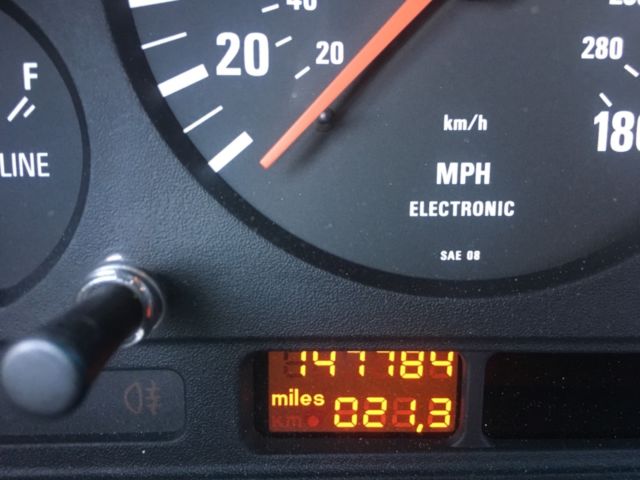 40
20
20
F
LINE
280
180
km/h
MPH
ELECTRONIC
SAE 08
147784
miles
km
021,3